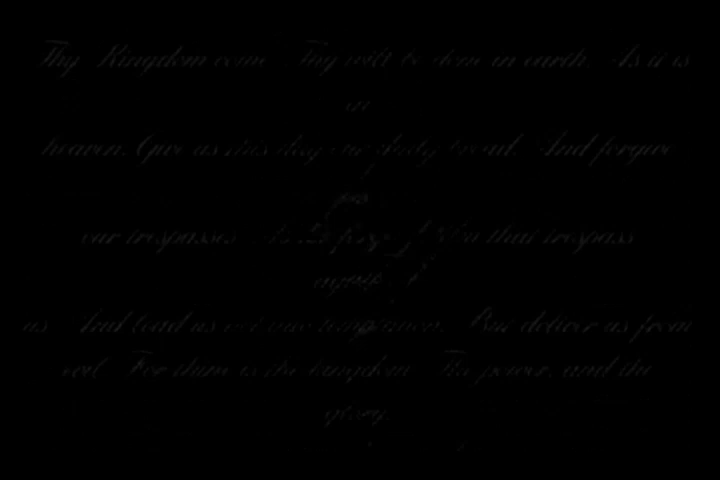 Thy Kingdom come Thy will be done in earth. As it is
in
heaven. Give us this day our daily bread. And forgive
us
our trespasses As we forgive that trespass
against
us And lead us not into temptation. But deliver us from
evil For thine is the kingdom The power, and the
glory.